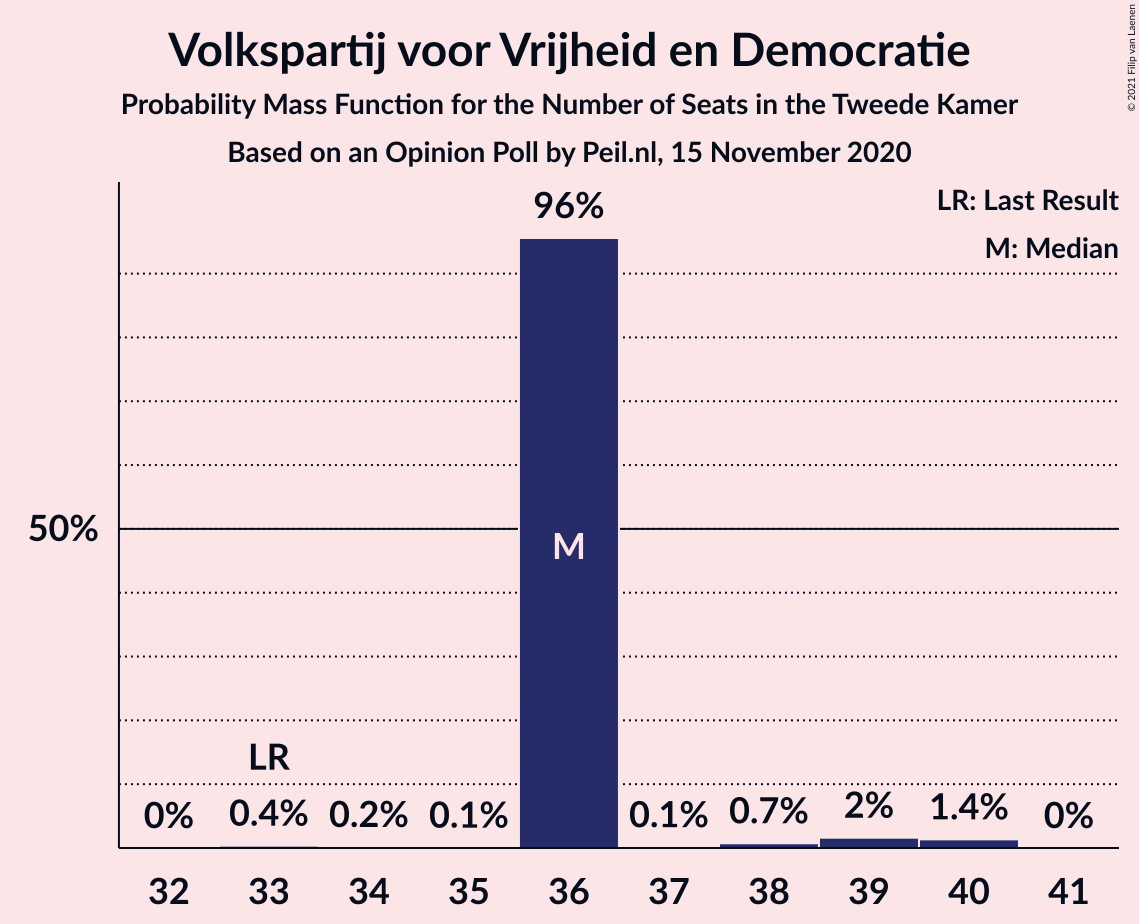 Volkspartij voor Vrijheid en Democratie
Probability Mass Function for the Number of Seats in the Tweede Kamer
Based on an Opinion Poll by Peil.nl, 15 November 2020
© 2021 Filip van Laenen
LR: Last Result
M: Median
96%
50%
M
LR
0% 0.4% 0.2% 0.1% 0.1% 0.7% 2% 1.4% 0%
32 33 34 35 36 37 38 39 40 41